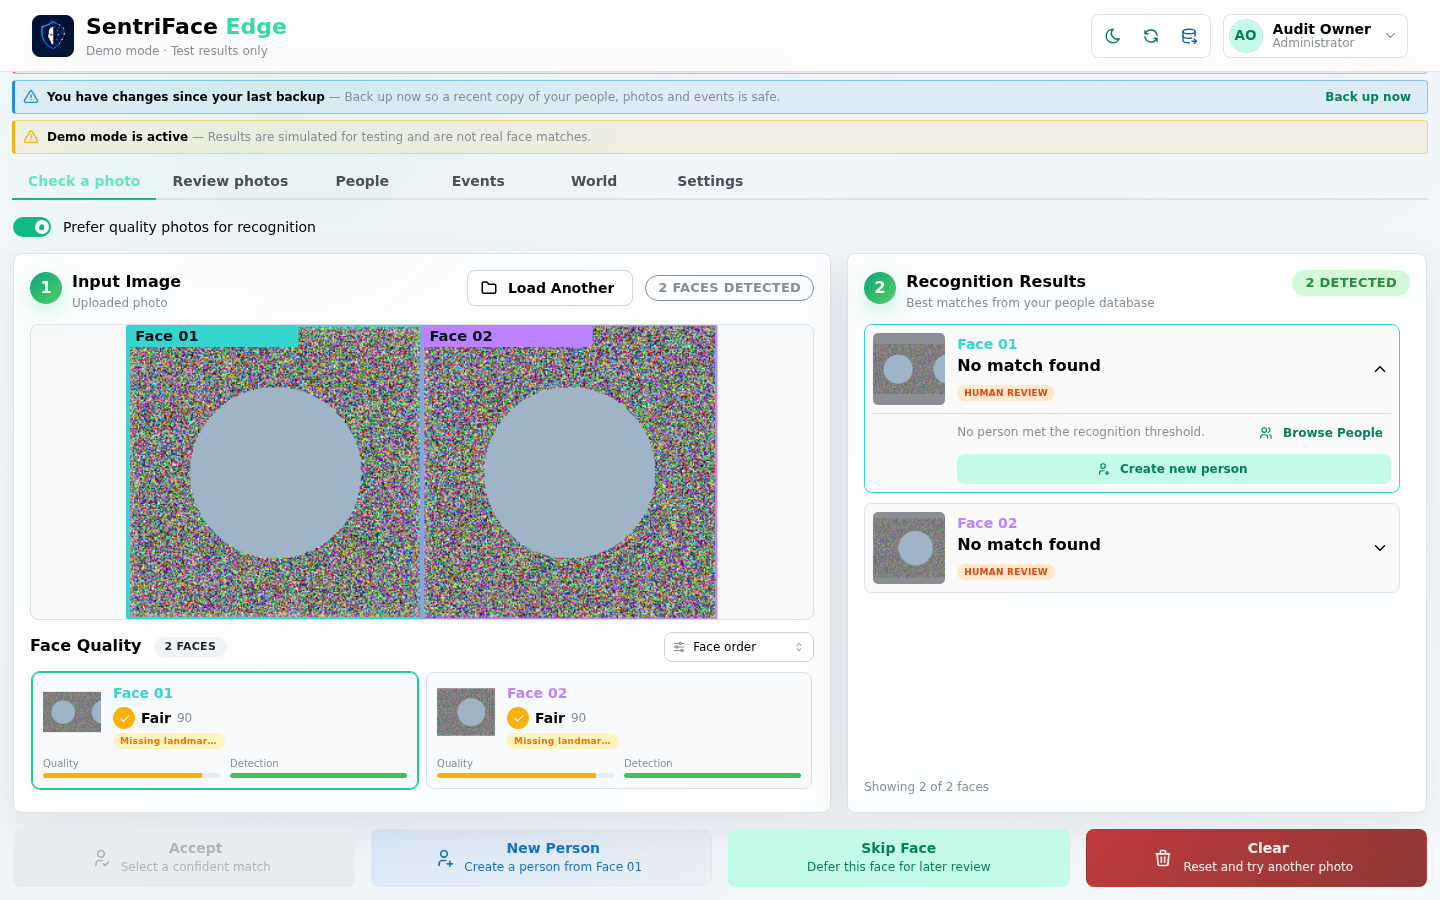 SentriFace Edge
Demo mode · Test results only
AO
Audit Owner
Administrator
You have changes since your last backup — Back up now so a recent copy of your people, photos and events is safe.
Back up now
Demo mode is active — Results are simulated for testing and are not real face matches.
Check a photo
Review photos
People
Events
World
Settings
Prefer quality photos for recognition
1
Input Image
Uploaded photo
Load Another
2 FACES DETECTED
Face 01
Face 02
Face Quality
2 FACES
Face order
Face 01
Fair 90
Missing landmar...
Quality
Detection
Face 02
Fair 90
Missing landmar...
Quality
Detection
2
Recognition Results
Best matches from your people database
2 DETECTED
Face 01
No match found
HUMAN REVIEW
No person met the recognition threshold.
Browse People
Create new person
Face 02
No match found
HUMAN REVIEW
Showing 2 of 2 faces
Accept
Select a confident match
New Person
Create a person from Face 01
Skip Face
Defer this face for later review
Clear
Reset and try another photo